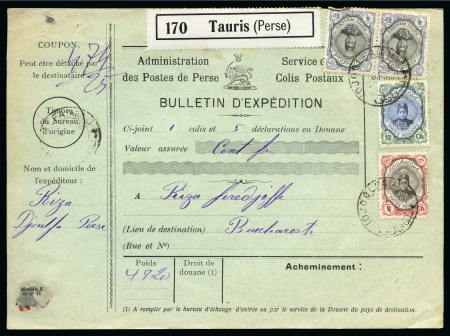 170 Tauris (Perse)
COUPON.
Peut être détaché par
le destinataire
Timbre
du bureau
d'origine
Nom et domicile de
l'expéditeur :
Riza
Djoulfa Perse
Administration
des Postes de Perse
Service des
Colis Postaux
BULLETIN D'EXPÉDITION
Ci-joint 1 colis et 5 déclarations en Douane
Valeur assurée Cent fr.
A Riza
(Lieu de destination) Bucharest
(Rue et No)
Poids
4920
Droit de
douane (1)
Acheminement :
(1) A remplir par le bureau d'échange d'entrée ou par le service de la Douane du pays de destination.